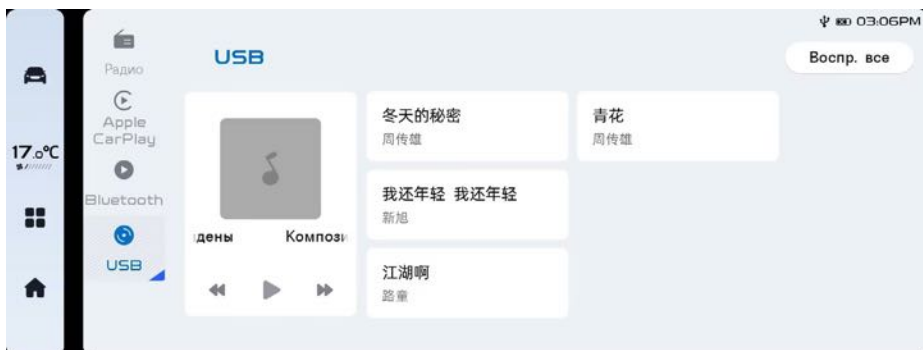 03:06PM
Радио
USB
Воспр. все
Apple
CarPlay
17.0°C
Bluetooth
USB
дены Компози
冬天的秘密
周传雄
青花
周传雄
我还年轻 我还年轻
新旭
江湖啊
路童